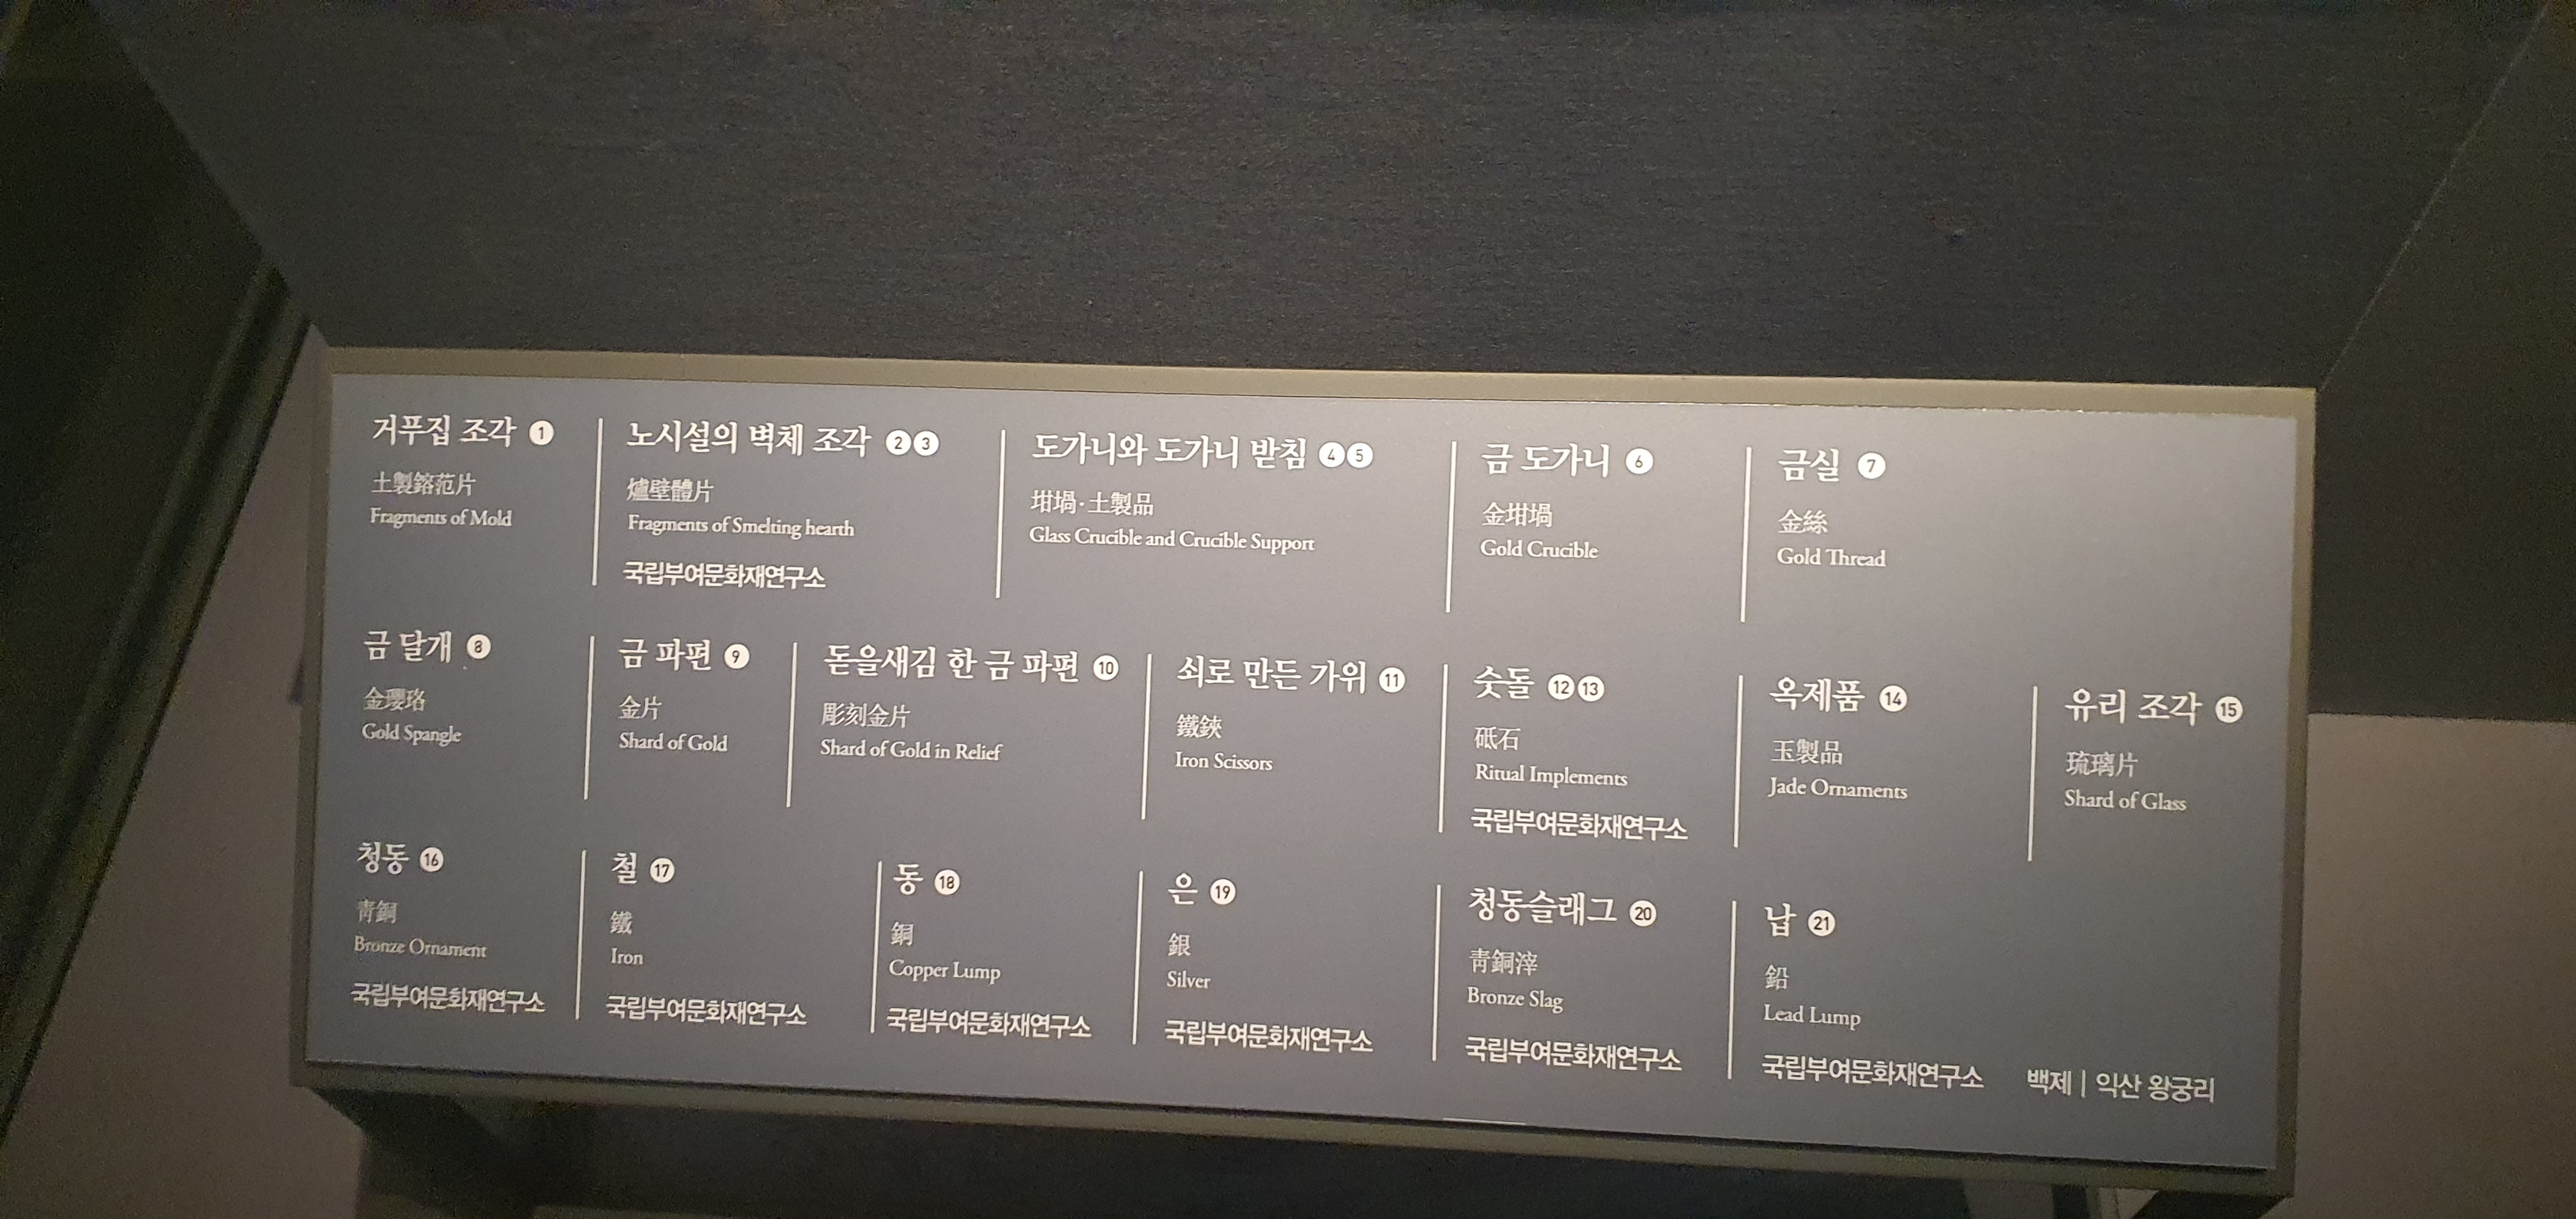 거푸집 조각 1
土製鎔范片
Fragments of Mold
노시설의 벽체 조각 2 3
爐壁體片
Fragments of Smelting hearth
국립부여문화재연구소
도가니와 도가니 받침 4 5
坩堝·土製品
Glass Crucible and Crucible Support
금 도가니 6
金坩堝
Gold Crucible
금실 7
金絲
Gold Thread
금 달개 8
金瓔珞
Gold Spangle
금 파편 9
金片
Shard of Gold
돋을새김 한 금 파편 10
彫刻金片
Shard of Gold in Relief
쇠로 만든 가위 11
鐵鋏
Iron Scissors
숫돌 12 13
砥石
Ritual Implements
국립부여문화재연구소
옥제품 14
玉製品
Jade Ornaments
유리 조각 15
琉璃片
Shard of Glass
청동 16
靑銅
Bronze Ornament
국립부여문화재연구소
철 17
鐵
Iron
국립부여문화재연구소
동 18
銅
Copper Lump
국립부여문화재연구소
은 19
銀
Silver
국립부여문화재연구소
청동슬래그 20
靑銅滓
Bronze Slag
국립부여문화재연구소
납 21
鉛
Lead Lump
국립부여문화재연구소
백제 | 익산 왕궁리